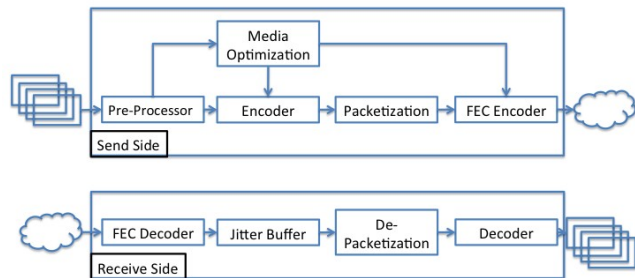 Media
Optimization
Pre-Processor
Encoder
Packetization
FEC Encoder
Send Side
FEC Decoder
Jitter Buffer
De-
Packetization
Decoder
Receive Side